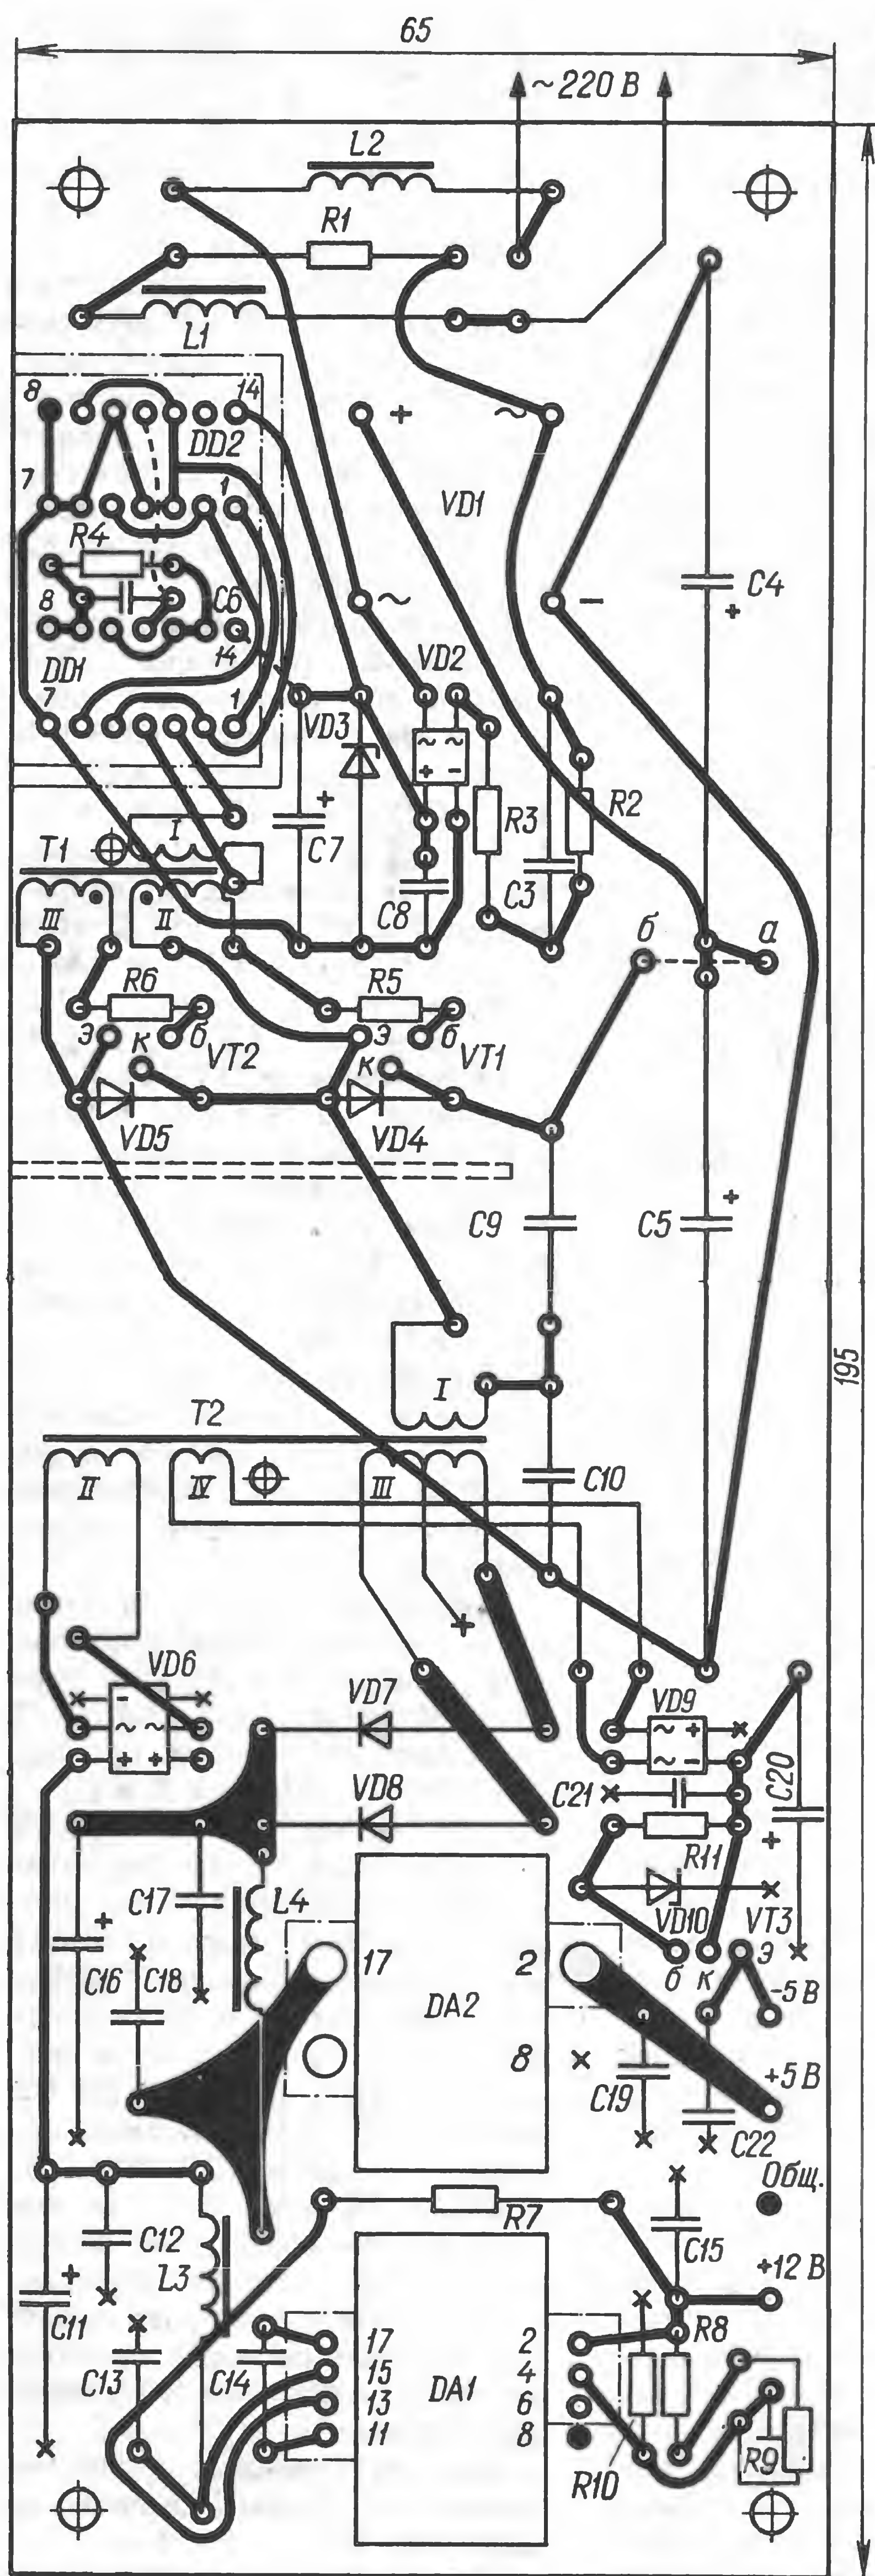 65
~220 В
L2
R1
L1
8
14
DD2
+
~
7
1
VD1
R4
C4
+
8
C6
~
−
DD1
14
VD2
7
1
VD3
~ ~
+ −
+
R3
R2
T1
I
C7
C3
III
II
C8
б
а
R6
R5
Э
К
б
VT2
Э
К
б
VT1
VD5
VD4
+
C9
C5
195
I
T2
II
IV
III
C10
+
VD6
−
~ ~
+ +
VD7
VD9
~ +
~ −
VD8
C21
C20
+
R11
C17
L4
VD10
VT3
+
C16
C18
17
2
б
К
Э
-5 В
DA2
8
C19
+5 В
C22
Общ.
R7
C12
C15
L3
+12 В
+
C11
17
2
R8
C13
C14
15
4
13
DA1
6
11
8
R9
R10